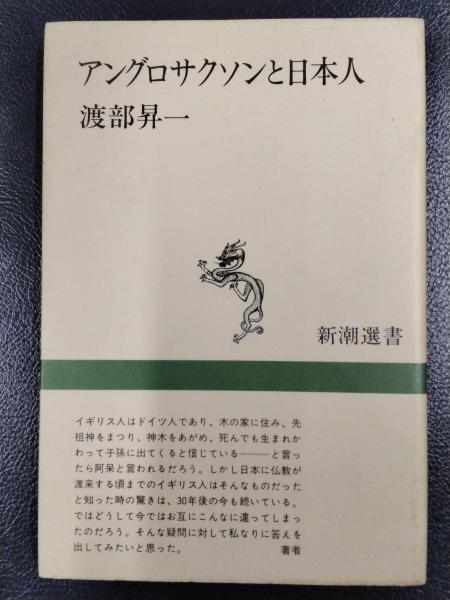 アングロサクソンと日本人
渡部昇一
新潮選書
イギリス人はドイツ人であり、木の家に住み、先
祖神をまつり、神木をあがめ、死んでも生まれか
わって子孫に出てくると信じている―――と言っ
たら阿呆と言われるだろう。しかし日本に仏教が
渡来する頃までのイギリス人はそんなものだった
と知った時の驚きは、30年後の今も続いている。
ではどうして今ではお互にこんなに違ってしまっ
たのだろう。そんな疑問に対して私なりに答えを
出してみたいと思った。 著者